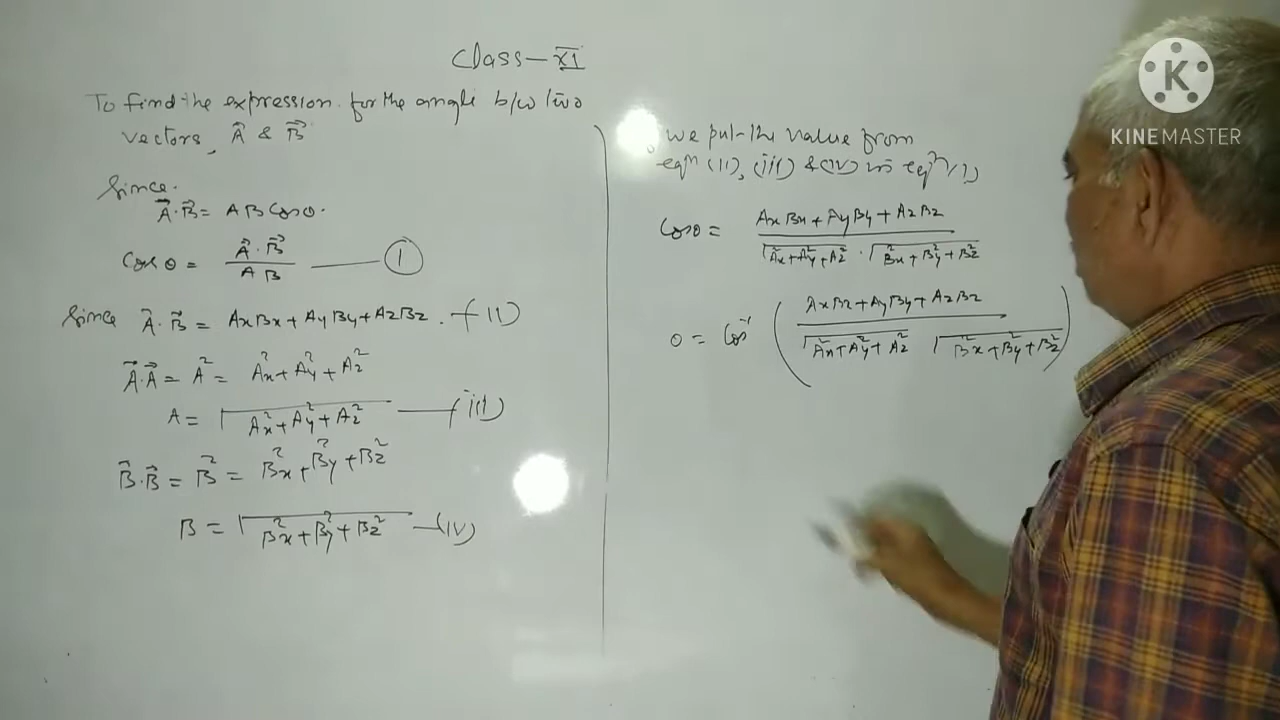 Class-XI
To find the expression for the angle b/w two
vectors, A⃗ & B⃗
Since.
A⃗.B⃗ = A B Cosθ.
Cosθ = A⃗.B⃗ / A B —— (1)
Since A⃗.B⃗ = AxBx + AyBy + AzBz. — (II)
A⃗.A⃗ = A² = Ax² + Ay² + Az²
A = √(Ax² + Ay² + Az²) —— (iii)
B⃗.B⃗ = B² = Bx² + By² + Bz²
B = √(Bx² + By² + Bz²) — (IV)
we put the value from
eqn (II), (iii) & (IV) in eqn (1)
Cosθ = AxBx + AyBy + AzBz / √(Ax² + Ay² + Az²) . √(Bx² + By² + Bz²)
θ = Cos⁻¹ ( AxBx + AyBy + AzBz / √(Ax² + Ay² + Az²) √(Bx² + By² + Bz²) )
K
KINEMASTER